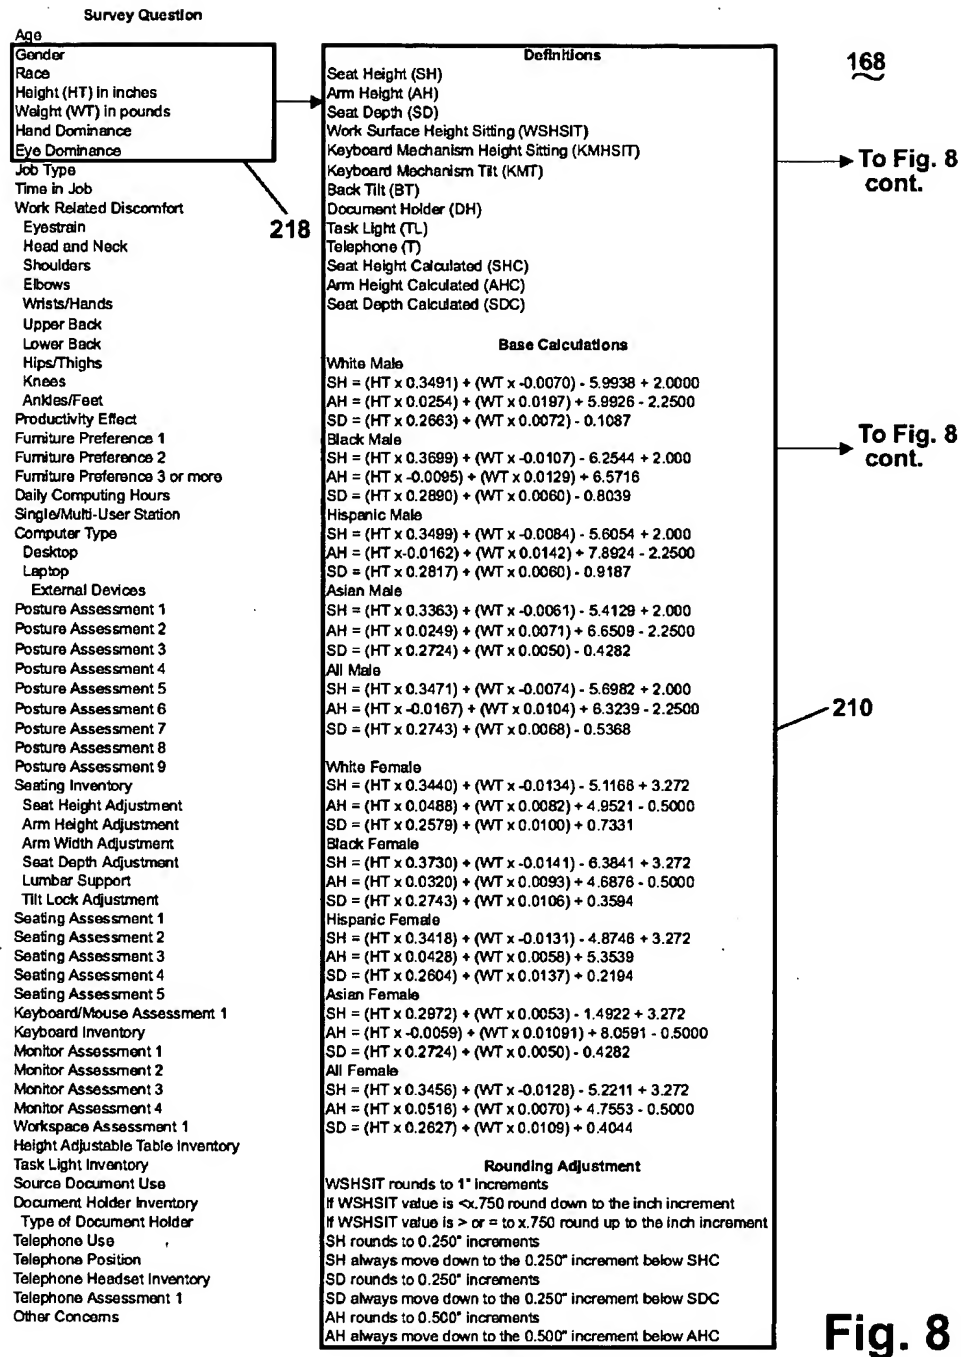 Survey Question
Age
Gender
Race
Height (HT) in inches
Weight (WT) in pounds
Hand Dominance
Eye Dominance
Job Type
Time in Job
Work Related Discomfort
Eyestrain
Head and Neck
Shoulders
Elbows
Wrists/Hands
Upper Back
Lower Back
Hips/Thighs
Knees
Ankles/Feet
Productivity Effect
Furniture Preference 1
Furniture Preference 2
Furniture Preference 3 or more
Daily Computing Hours
Single/Multi-User Station
Computer Type
Desktop
Laptop
External Devices
Posture Assessment 1
Posture Assessment 2
Posture Assessment 3
Posture Assessment 4
Posture Assessment 5
Posture Assessment 6
Posture Assessment 7
Posture Assessment 8
Posture Assessment 9
Seating Inventory
Seat Height Adjustment
Arm Height Adjustment
Arm Width Adjustment
Seat Depth Adjustment
Lumbar Support
Tilt Lock Adjustment
Seating Assessment 1
Seating Assessment 2
Seating Assessment 3
Seating Assessment 4
Seating Assessment 5
Keyboard/Mouse Assessment 1
Keyboard Inventory
Monitor Assessment 1
Monitor Assessment 2
Monitor Assessment 3
Monitor Assessment 4
Workspace Assessment 1
Height Adjustable Table Inventory
Task Light Inventory
Source Document Use
Document Holder Inventory
Type of Document Holder
Telephone Use
Telephone Position
Telephone Headset Inventory
Telephone Assessment 1
Other Concerns
218
Definitions
Seat Height (SH)
Arm Height (AH)
Seat Depth (SD)
Work Surface Height Sitting (WSHSIT)
Keyboard Mechanism Height Sitting (KMHSIT)
Keyboard Mechanism Tilt (KMT)
Back Tilt (BT)
Document Holder (DH)
Task Light (TL)
Telephone (T)
Seat Height Calculated (SHC)
Arm Height Calculated (AHC)
Seat Depth Calculated (SDC)
Base Calculations
White Male
SH = (HT x 0.3491) + (WT x -0.0070) - 5.9938 + 2.0000
AH = (HT x 0.0254) + (WT x 0.0197) + 5.9926 - 2.2500
SD = (HT x 0.2663) + (WT x 0.0072) - 0.1087
Black Male
SH = (HT x 0.3699) + (WT x -0.0107) - 6.2544 + 2.000
AH = (HT x -0.0095) + (WT x 0.0129) + 6.5716
SD = (HT x 0.2890) + (WT x 0.0060) - 0.8039
Hispanic Male
SH = (HT x 0.3499) + (WT x -0.0084) - 5.6054 + 2.000
AH = (HT x-0.0162) + (WT x 0.0142) + 7.8924 - 2.2500
SD = (HT x 0.2817) + (WT x 0.0060) - 0.9187
Asian Male
SH = (HT x 0.3363) + (WT x -0.0061) - 5.4129 + 2.000
AH = (HT x 0.0249) + (WT x 0.0071) + 6.6509 - 2.2500
SD = (HT x 0.2724) + (WT x 0.0050) - 0.4282
All Male
SH = (HT x 0.3471) + (WT x -0.0074) - 5.6982 + 2.000
AH = (HT x -0.0167) + (WT x 0.0104) + 6.3239 - 2.2500
SD = (HT x 0.2743) + (WT x 0.0068) - 0.5368
White Female
SH = (HT x 0.3440) + (WT x -0.0134) - 5.1168 + 3.272
AH = (HT x 0.0488) + (WT x 0.0082) + 4.9521 - 0.5000
SD = (HT x 0.2579) + (WT x 0.0100) + 0.7331
Black Female
SH = (HT x 0.3730) + (WT x -0.0141) - 6.3841 + 3.272
AH = (HT x 0.0320) + (WT x 0.0093) + 4.6876 - 0.5000
SD = (HT x 0.2743) + (WT x 0.0106) + 0.3594
Hispanic Female
SH = (HT x 0.3418) + (WT x -0.0131) - 4.8746 + 3.272
AH = (HT x 0.0428) + (WT x 0.0058) + 5.3539
SD = (HT x 0.2604) + (WT x 0.0137) + 0.2194
Asian Female
SH = (HT x 0.2972) + (WT x 0.0053) - 1.4922 + 3.272
AH = (HT x -0.0059) + (WT x 0.01091) + 8.0591 - 0.5000
SD = (HT x 0.2724) + (WT x 0.0050) - 0.4282
All Female
SH = (HT x 0.3456) + (WT x -0.0128) - 5.2211 + 3.272
AH = (HT x 0.0516) + (WT x 0.0070) + 4.7553 - 0.5000
SD = (HT x 0.2627) + (WT x 0.0109) + 0.4044
Rounding Adjustment
WSHSIT rounds to 1" increments
If WSHSIT value is <x.750 round down to the inch increment
If WSHSIT value is > or = to x.750 round up to the inch increment
SH rounds to 0.250" increments
SH always move down to the 0.250" increment below SHC
SD rounds to 0.250" increments
SD always move down to the 0.250" increment below SDC
AH rounds to 0.500" increments
AH always move down to the 0.500" increment below AHC
168
To Fig. 8
cont.
To Fig. 8
cont.
210
Fig. 8